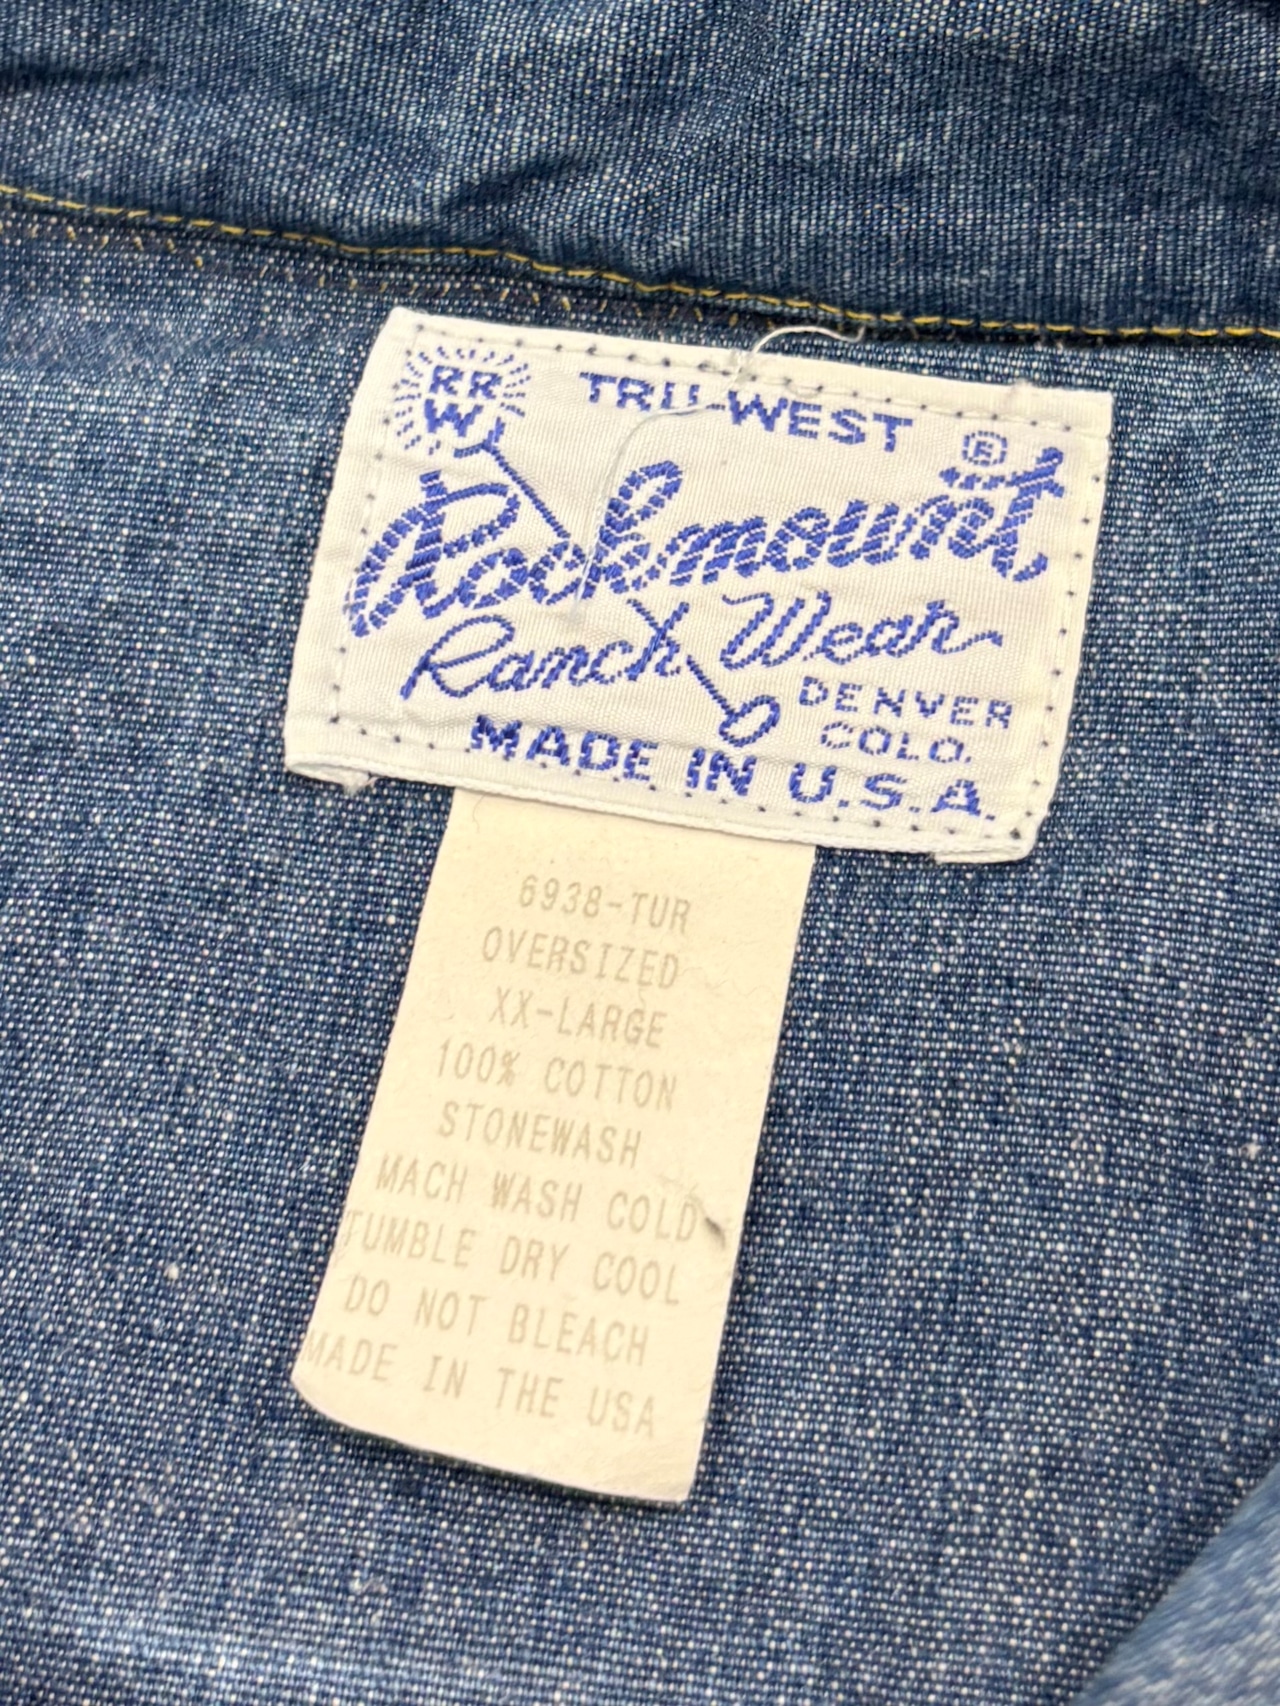 RR
W
TRU-WEST
®
Rockmount
Ranch Wear
DENVER
COLO.
MADE IN U.S.A.
6938-TUR
OVERSIZED
XX-LARGE
100% COTTON
STONEWASH
MACH WASH COLD
TUMBLE DRY COOL
DO NOT BLEACH
MADE IN THE USA